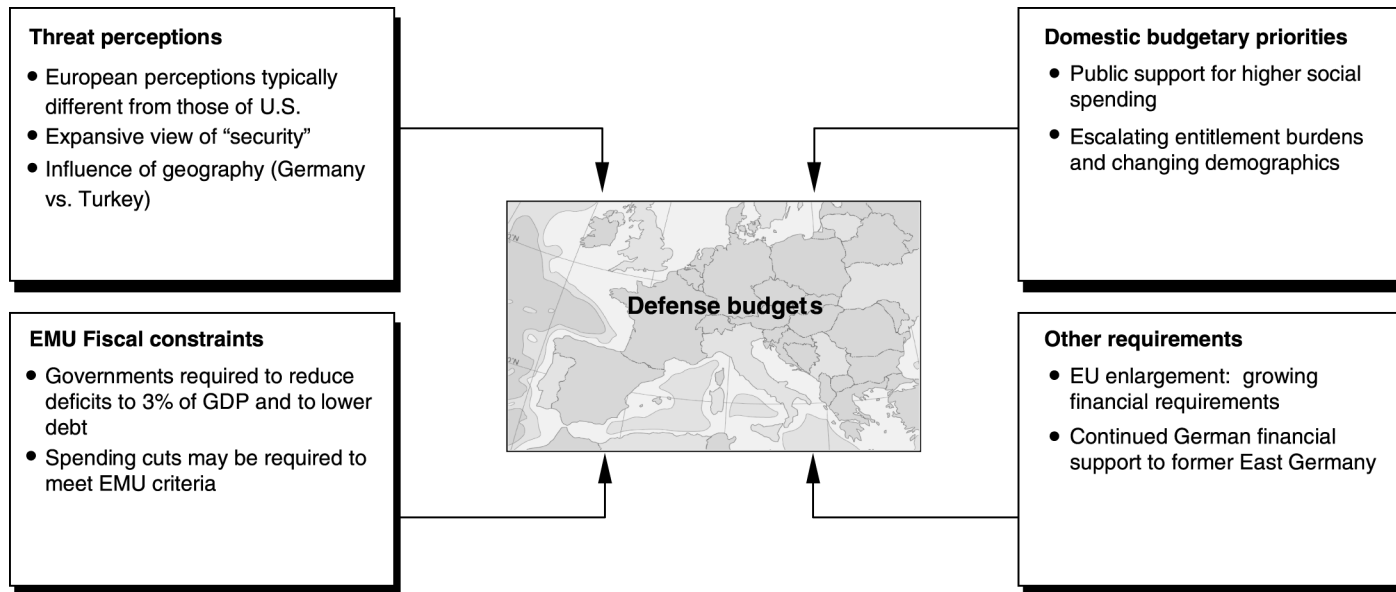 Threat perceptions
• European perceptions typically
different from those of U.S.
• Expansive view of “security”
• Influence of geography (Germany
vs. Turkey)
Domestic budgetary priorities
• Public support for higher social
spending
• Escalating entitlement burdens
and changing demographics
Defense budgets
EMU Fiscal constraints
• Governments required to reduce
deficits to 3% of GDP and to lower
debt
• Spending cuts may be required to
meet EMU criteria
Other requirements
• EU enlargement:  growing
financial requirements
• Continued German financial
support to former East Germany